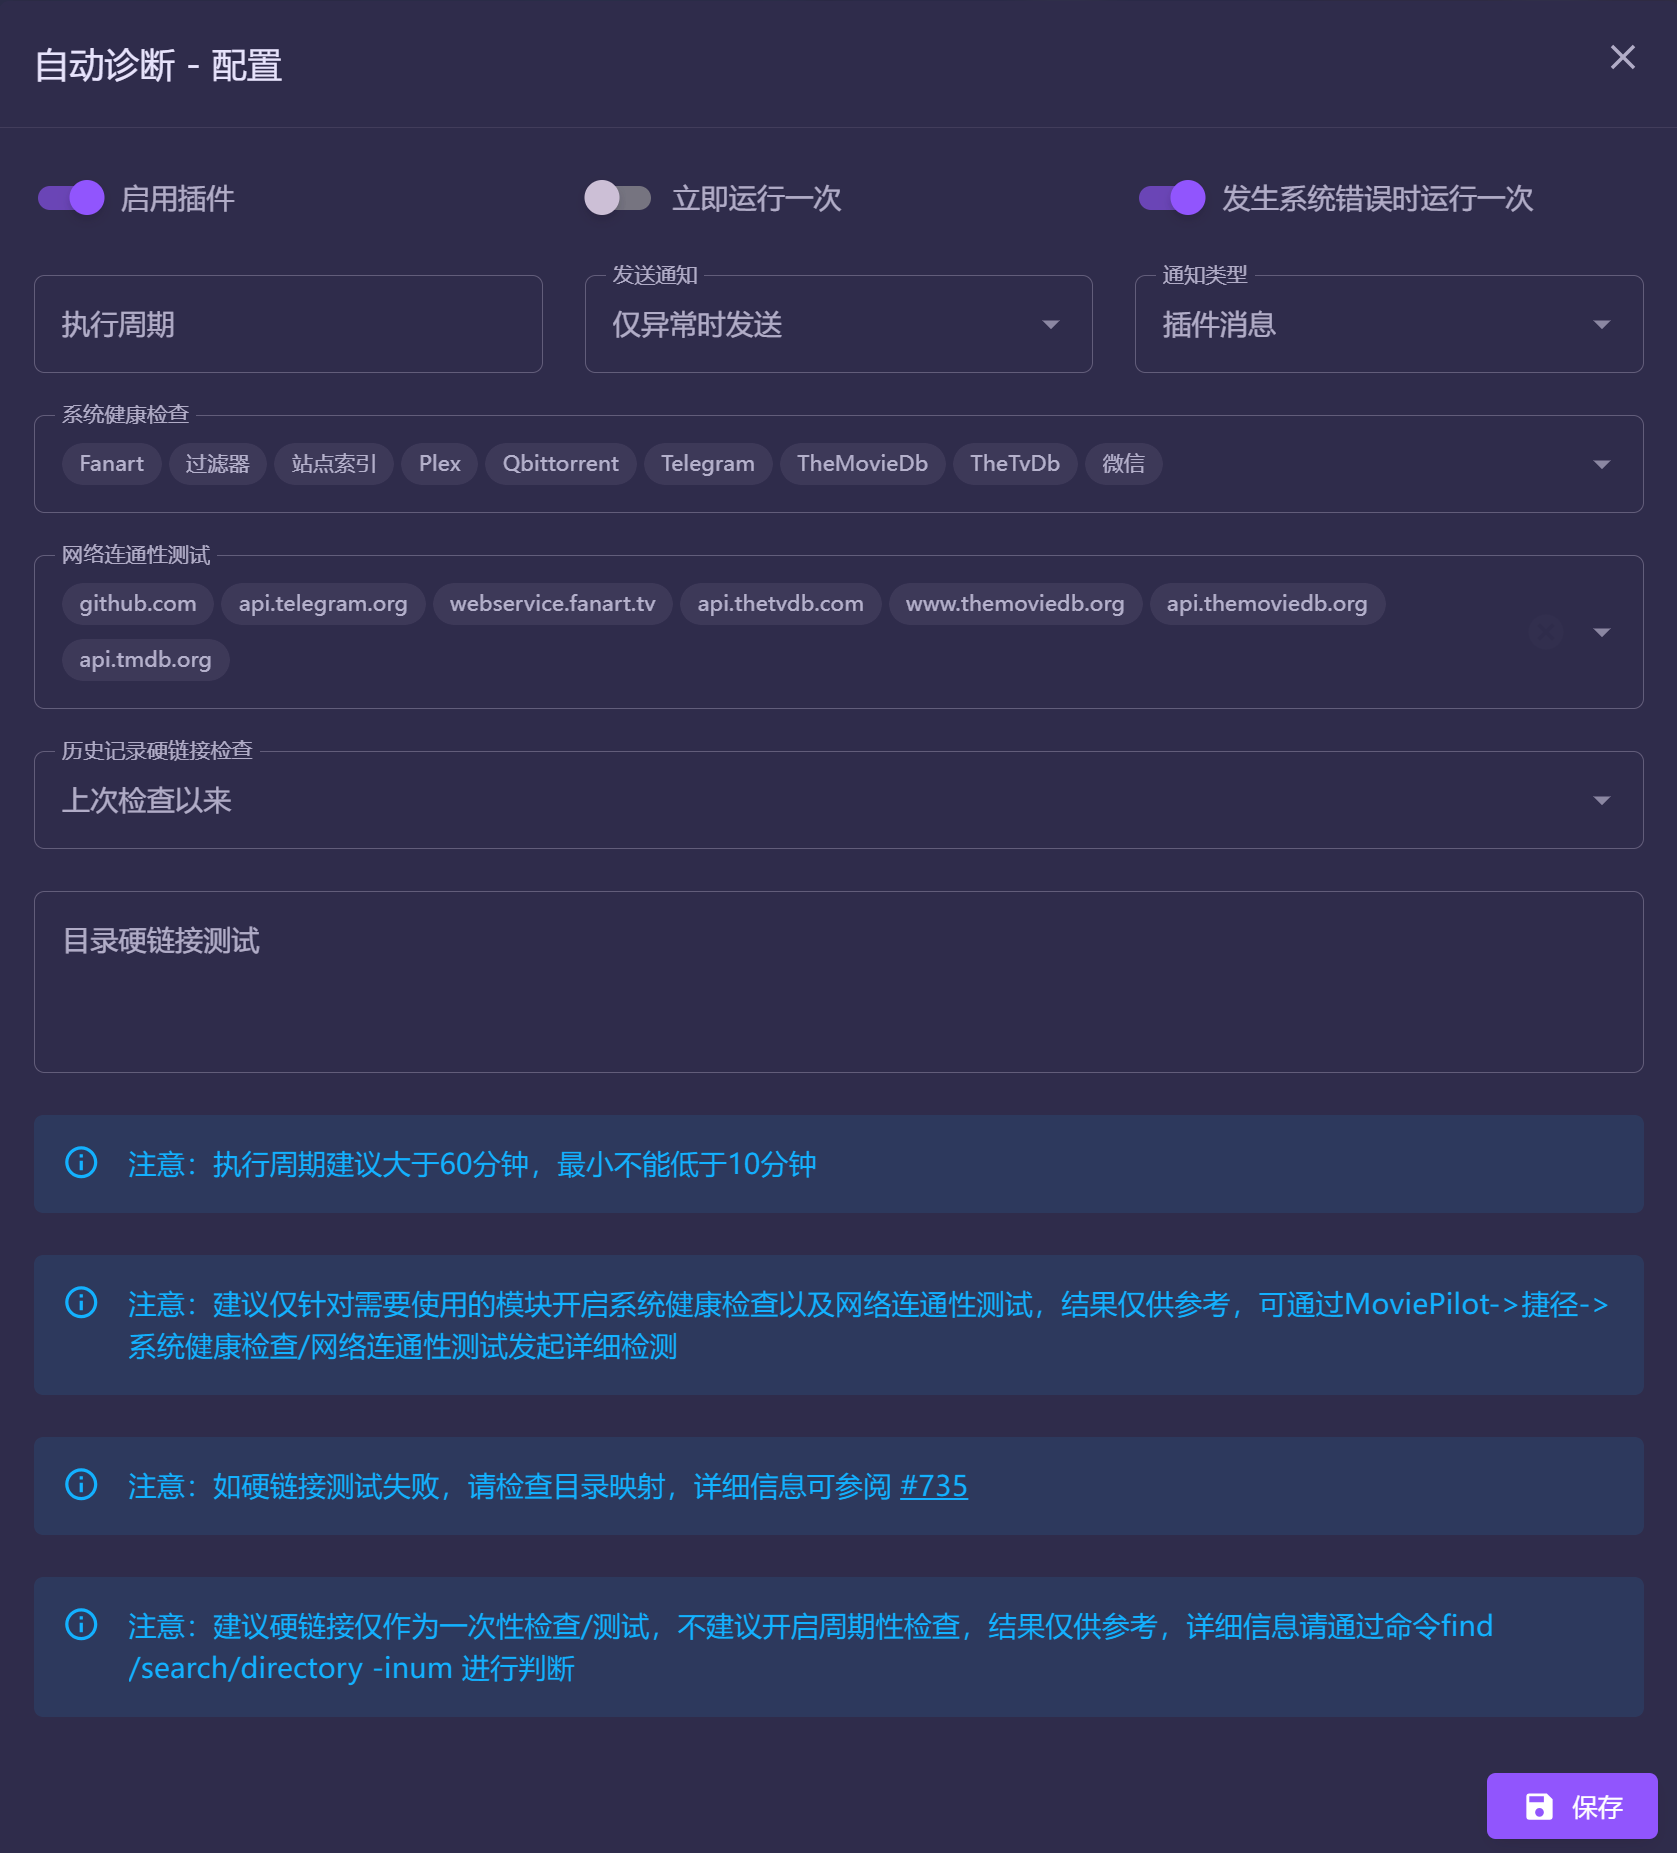 自动诊断 - 配置
启用插件
立即运行一次
发生系统错误时运行一次
执行周期
发送通知
仅异常时发送
通知类型
插件消息
系统健康检查
Fanart 过滤器 站点索引 Plex Qbittorrent Telegram TheMovieDb TheTvDb 微信
网络连通性测试
github.com api.telegram.org webservice.fanart.tv api.thetvdb.com www.themoviedb.org api.themoviedb.org
api.tmdb.org
历史记录硬链接检查
上次检查以来
目录硬链接测试
注意：执行周期建议大于60分钟，最小不能低于10分钟
注意：建议仅针对需要使用的模块开启系统健康检查以及网络连通性测试，结果仅供参考，可通过MoviePilot->捷径->
系统健康检查/网络连通性测试发起详细检测
注意：如硬链接测试失败，请检查目录映射，详细信息可参阅 #735
注意：建议硬链接仅作为一次性检查/测试，不建议开启周期性检查，结果仅供参考，详细信息请通过命令find
/search/directory -inum 进行判断
保存